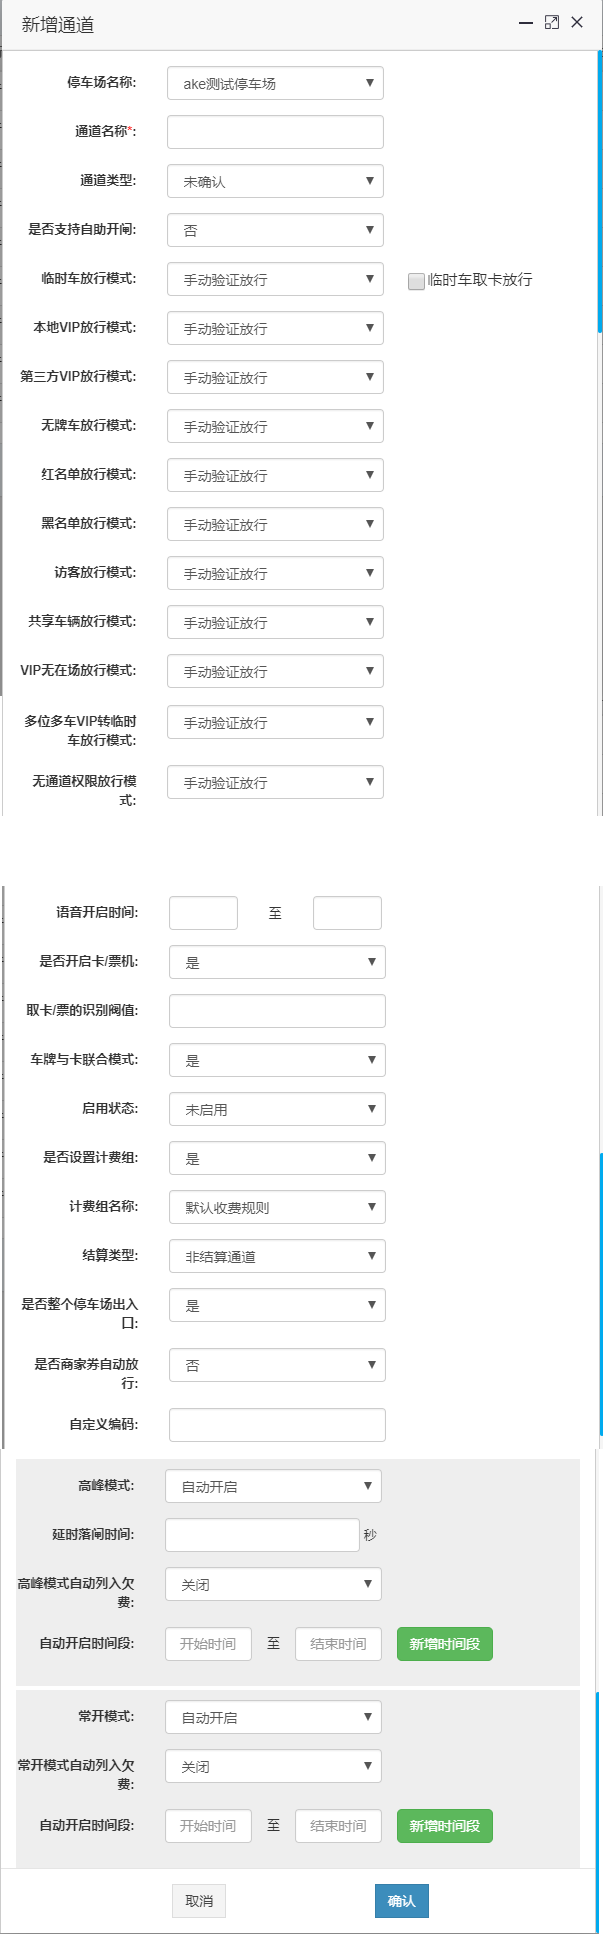 新增通道
停车场名称: ake测试停车场
通道名称*:
通道类型: 未确认
是否支持自助开闸: 否
临时车放行模式: 手动验证放行 临时车取卡放行
本地VIP放行模式: 手动验证放行
第三方VIP放行模式: 手动验证放行
无牌车放行模式: 手动验证放行
红名单放行模式: 手动验证放行
黑名单放行模式: 手动验证放行
访客放行模式: 手动验证放行
共享车辆放行模式: 手动验证放行
VIP无在场放行模式: 手动验证放行
多位多车VIP转临时
车放行模式: 手动验证放行
无通道权限放行模
式: 手动验证放行
语音开启时间: 至
是否开启卡/票机: 是
取卡/票的识别阀值:
车牌与卡联合模式: 是
启用状态: 未启用
是否设置计费组: 是
计费组名称: 默认收费规则
结算类型: 非结算通道
是否整个停车场出入
口: 是
是否商家券自动放
行: 否
自定义编码:
高峰模式: 自动开启
延时落闸时间: 秒
高峰模式自动列入欠
费: 关闭
自动开启时间段: 开始时间 至 结束时间 新增时间段
常开模式: 自动开启
常开模式自动列入欠
费: 关闭
自动开启时间段: 开始时间 至 结束时间 新增时间段
取消 确认